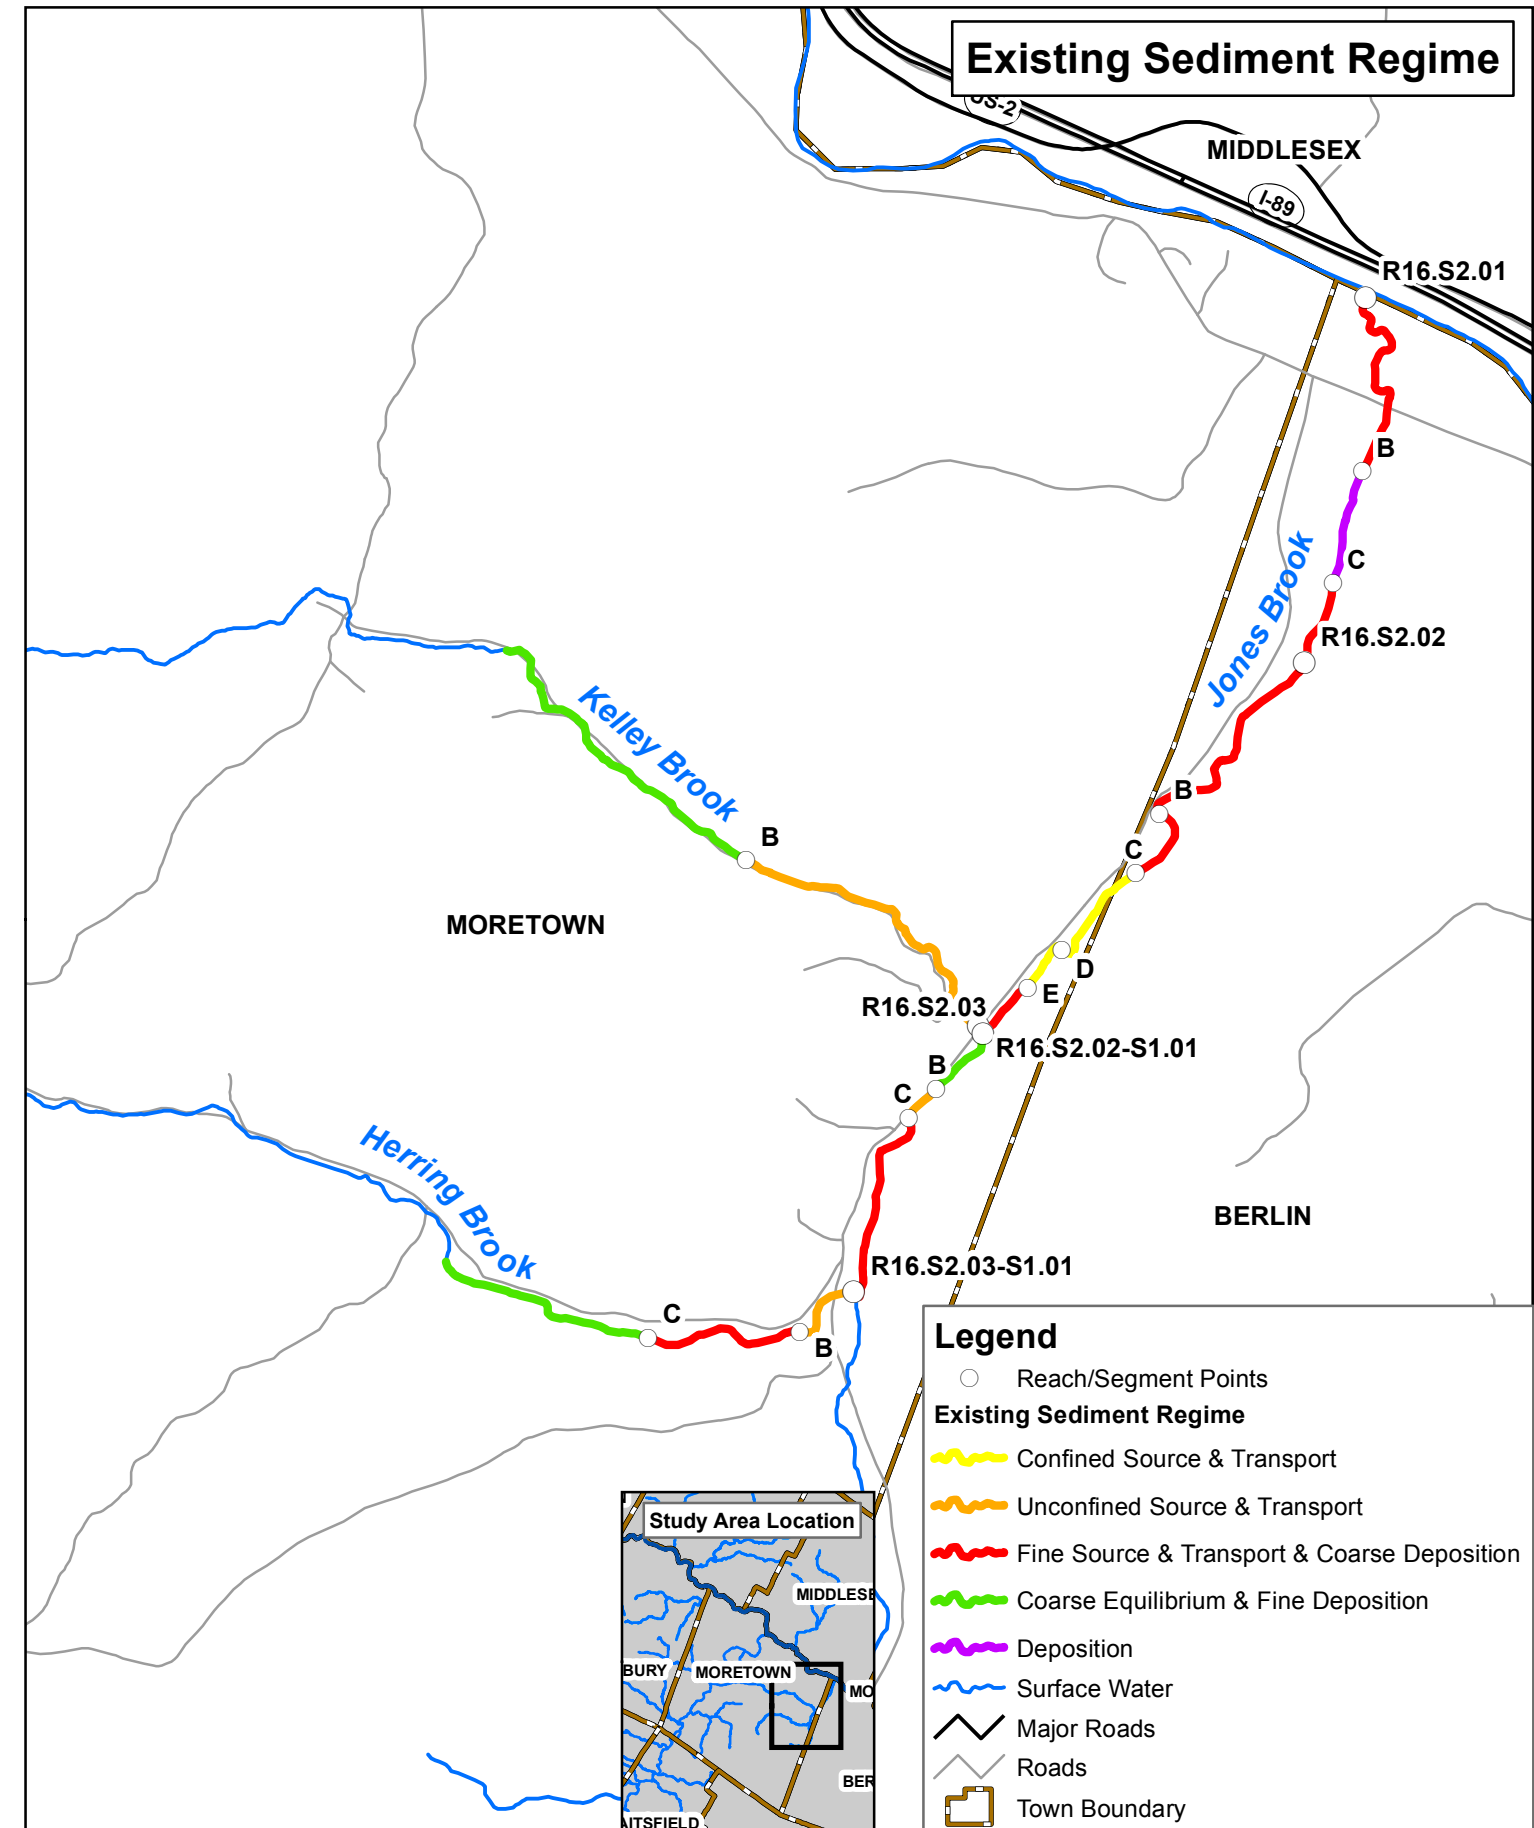 Existing Sediment Regime
US-2
MIDDLESEX
I-89
R16.S2.01
B
C
Jones Brook
R16.S2.02
Kelley Brook
B
B
C
MORETOWN
D
E
R16.S2.03
R16.S2.02-S1.01
B
C
Herring Brook
BERLIN
R16.S2.03-S1.01
C
B
Legend
Reach/Segment Points
Existing Sediment Regime
Confined Source & Transport
Unconfined Source & Transport
Fine Source & Transport & Coarse Deposition
Coarse Equilibrium & Fine Deposition
Deposition
Surface Water
Major Roads
Roads
Town Boundary
Study Area Location
MIDDLESE
BURY
MORETOWN
MO
BER
AITSFIELD